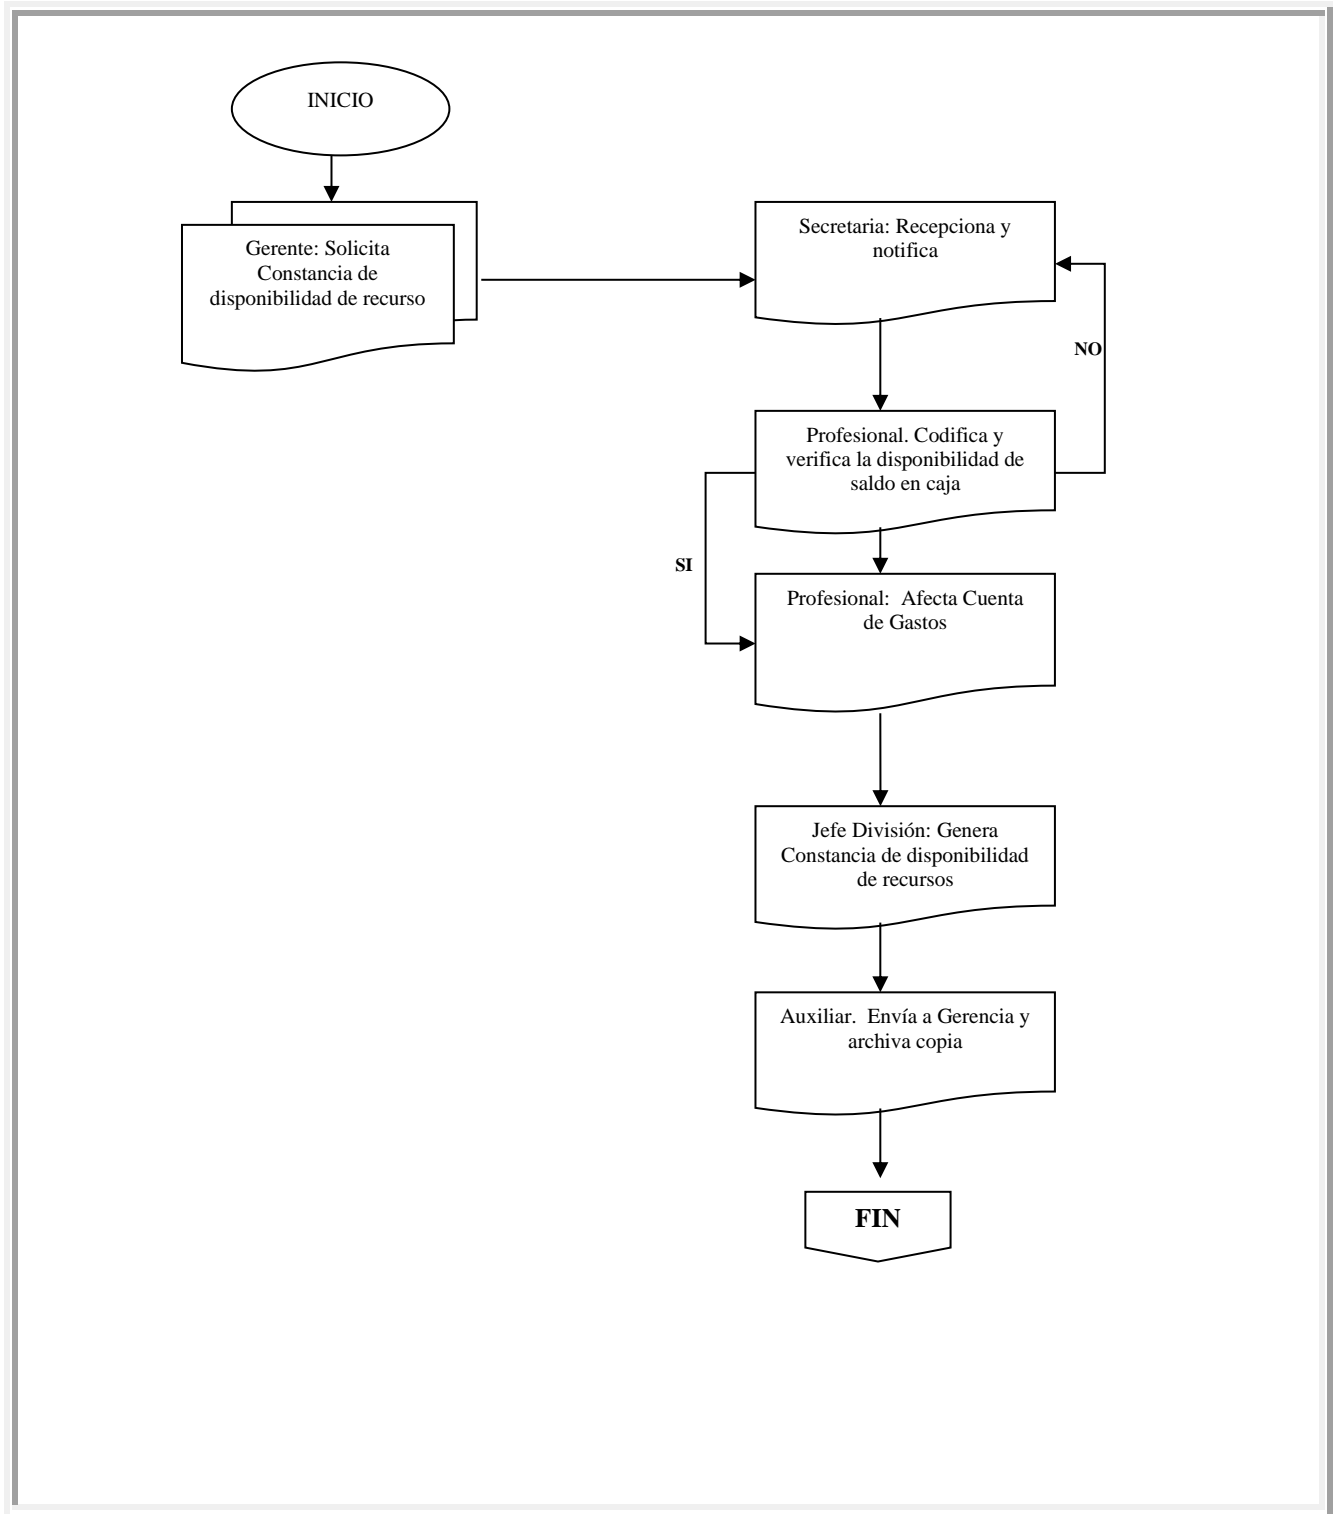 INICIO
Gerente: Solicita
Constancia de
disponibilidad de recurso
Secretaria: Recepciona y
notifica
NO
Profesional. Codifica y
verifica la disponibilidad de
saldo en caja
SI
Profesional:  Afecta Cuenta
de Gastos
Jefe División: Genera
Constancia de disponibilidad
de recursos
Auxiliar.  Envía a Gerencia y
archiva copia
FIN